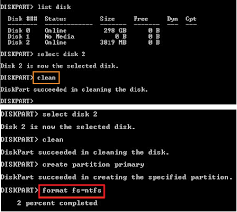 DISKPART> list disk
Disk ### Status Size Free Dyn Gpt
Disk 0 Online 298 GB 0 B
Disk 1 No Media 0 B 0 B
Disk 2 Online 3819 MB 0 B
DISKPART> select disk 2
Disk 2 is now the selected disk.
DISKPART> clean
DiskPart succeeded in cleaning the disk.
DISKPART>
DISKPART> select disk 2
Disk 2 is now the selected disk.
DISKPART> clean
DiskPart succeeded in cleaning the disk.
DISKPART> create partition primary
DiskPart succeeded in creating the specified partition.
DISKPART> format fs=ntfs
2 percent completed